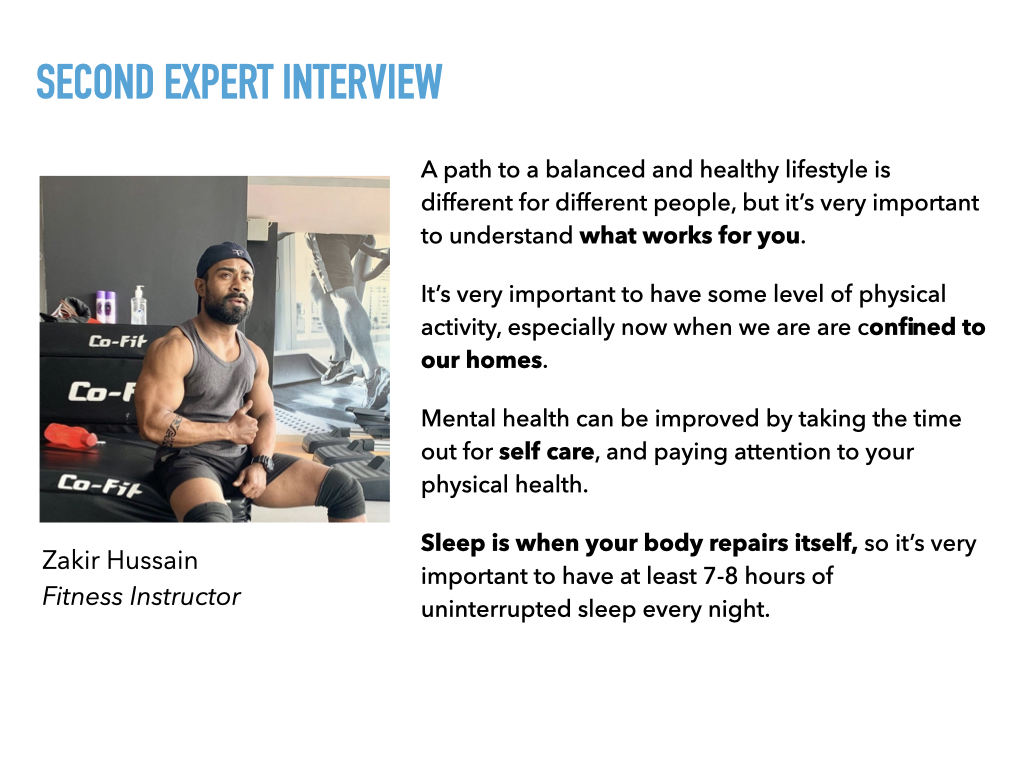 SECOND EXPERT INTERVIEW
A path to a balanced and healthy lifestyle is
different for different people, but it’s very important
to understand what works for you.
It’s very important to have some level of physical
activity, especially now when we are are confined to
our homes.
Mental health can be improved by taking the time
out for self care, and paying attention to your
physical health.
Sleep is when your body repairs itself, so it’s very
important to have at least 7-8 hours of
uninterrupted sleep every night.
Co-Fit
Co-F
Co-Fit
Zakir Hussain
Fitness Instructor